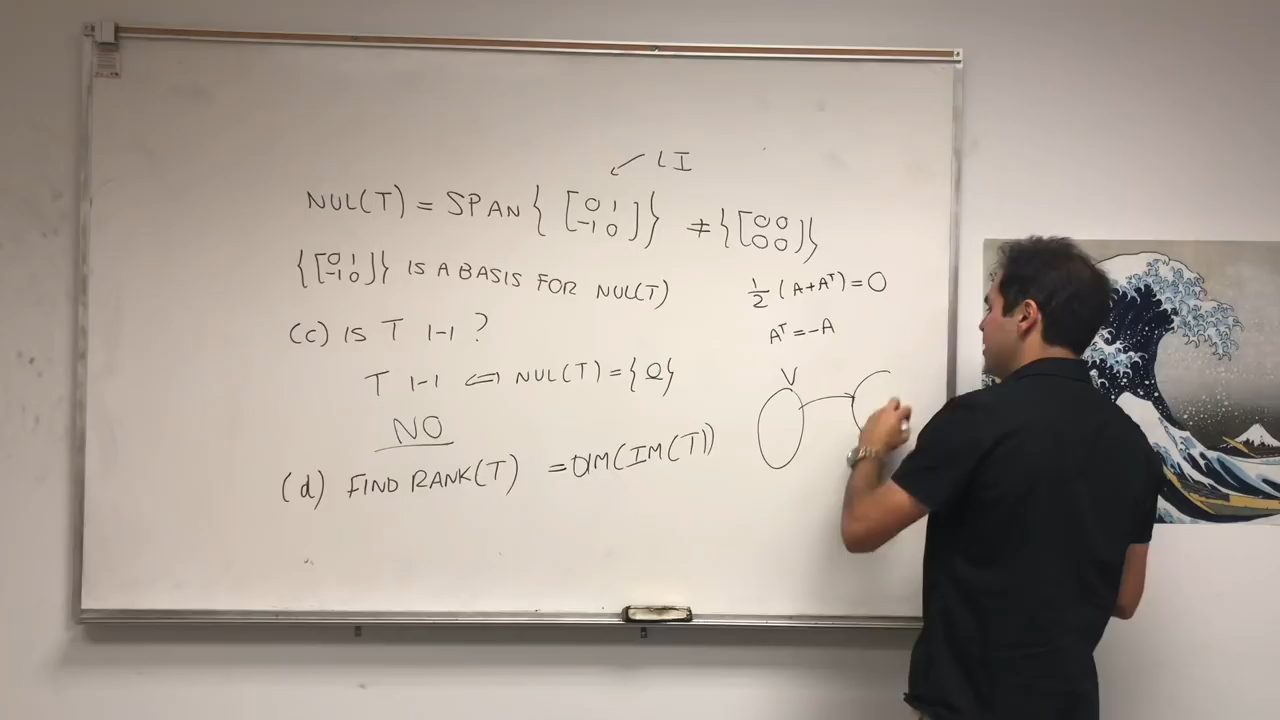 LI
NUL(T) = SPAN { [ 0 1 -1 0 ] } ≠ { [ 0 0 0 0 ] }
{ [ 0 1 -1 0 ] } IS A BASIS FOR NUL(T)
½ (A+Aᵀ) = 0
(c) IS T 1-1 ?
Aᵀ = -A
T 1-1 ⇔ NUL(T) = { 0 }
V
NO
(d) FIND RANK(T) = DIM(IM(T))